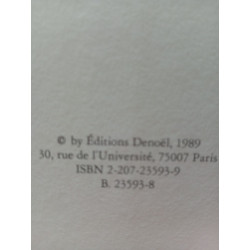 © by Éditions Denoël, 1989
30, rue de l'Université, 75007 Paris
ISBN 2-207-23593-9
B. 23593-8